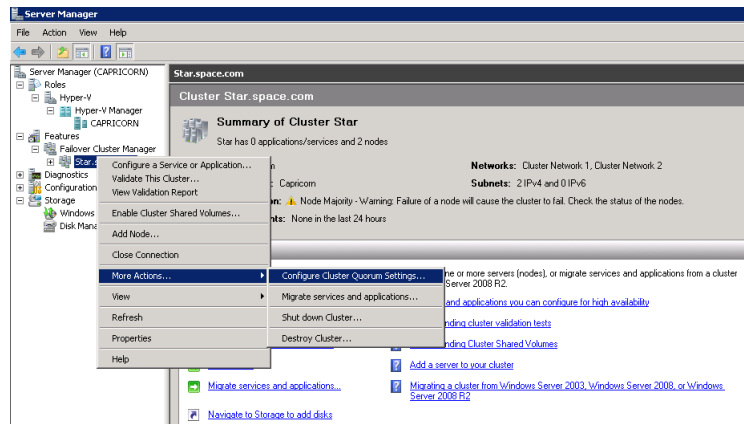 Server Manager
File Action View Help
Server Manager (CAPRICORN)
Roles
Hyper-V
Hyper-V Manager
CAPRICORN
Features
Failover Cluster Manager
Star.s
Diagnostics
Configuration
Storage
Windows
Disk Mana
Configure a Service or Application...
Validate This Cluster...
View Validation Report
Enable Cluster Shared Volumes...
Add Node...
Close Connection
More Actions...
View
Refresh
Properties
Help
Configure Cluster Quorum Settings...
Migrate services and applications...
Shut down Cluster...
Destroy Cluster...
Star.space.com
Cluster Star.space.com
Summary of Cluster Star
Star has 0 applications/services and 2 nodes
Networks: Cluster Network 1, Cluster Network 2
: Capricorn
Subnets: 2 IPv4 and 0 IPv6
on: Node Majority - Warning: Failure of a node will cause the cluster to fail. Check the status of the nodes.
nts: None in the last 24 hours
ne or more servers (nodes), or migrate services and applications from a cluster
Server 2008 R2.
and applications you can configure for high availability
nding cluster validation tests
nding Cluster Shared Volumes
Add a server to your cluster
Migrate services and applications...
Migrating a cluster from Windows Server 2003, Windows Server 2008, or Windows
Server 2008 R2
Navigate to Storage to add disks